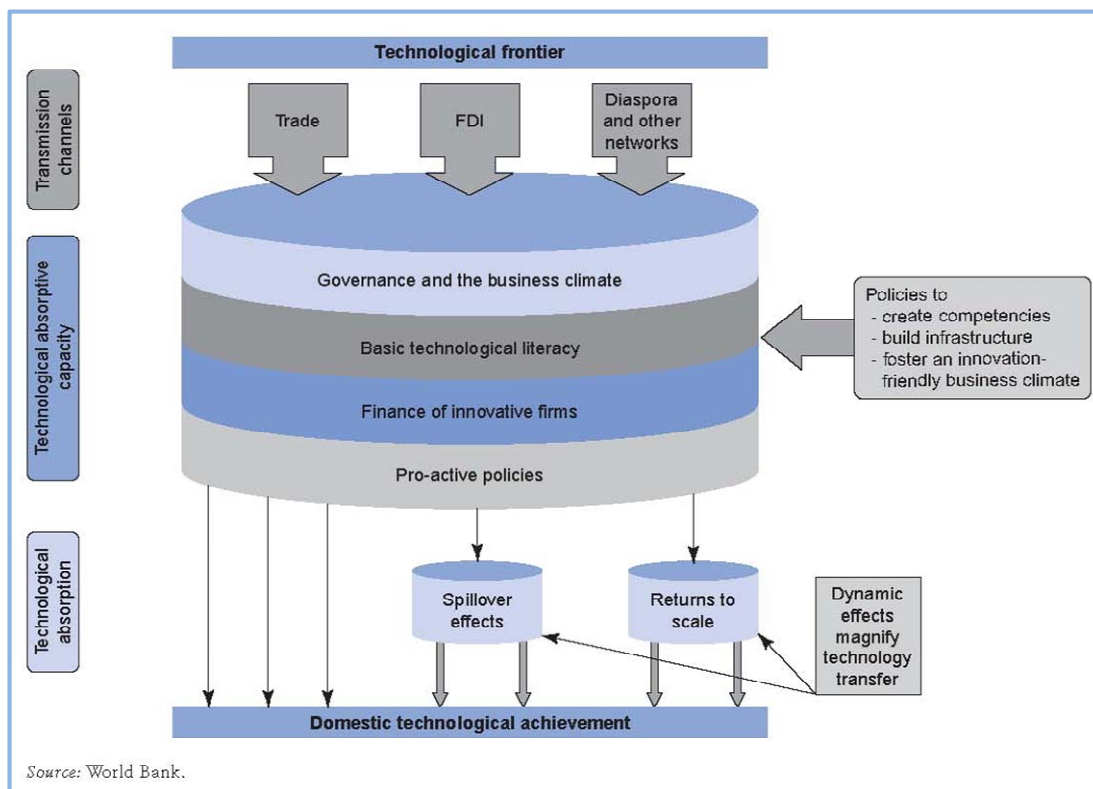 Technological frontier
Transmission
channels
Trade
FDI
Diaspora
and other
networks
Technological absorptive
capacity
Governance and the business climate
Basic technological literacy
Finance of innovative firms
Pro-active policies
Policies to
- create competencies
- build infrastructure
- foster an innovation-
friendly business climate
Technological
absorption
Spillover
effects
Returns to
scale
Dynamic
effects
magnify
technology
transfer
Domestic technological achievement
Source: World Bank.